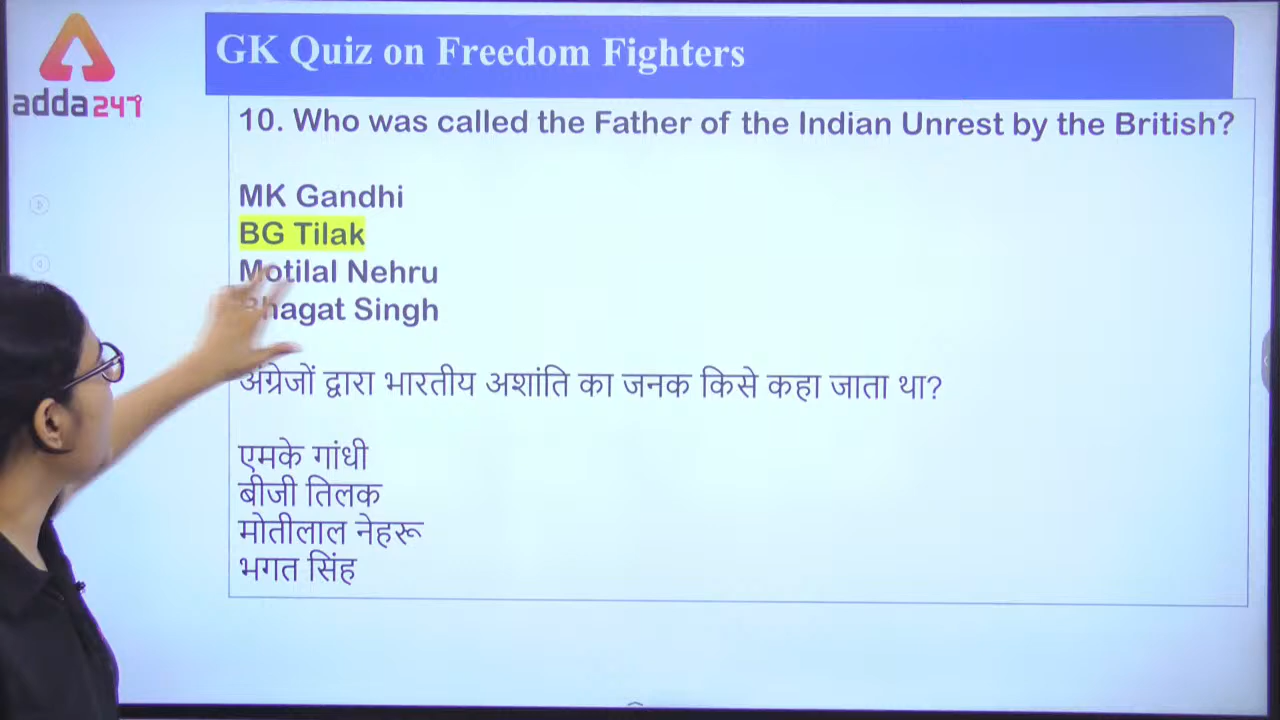 adda247
GK Quiz on Freedom Fighters
10. Who was called the Father of the Indian Unrest by the British?
MK Gandhi
BG Tilak
Motilal Nehru
Bhagat Singh
अंग्रेजों द्वारा भारतीय अशांति का जनक किसे कहा जाता था?
एमके गांधी
बीजी तिलक
मोतीलाल नेहरू
भगत सिंह